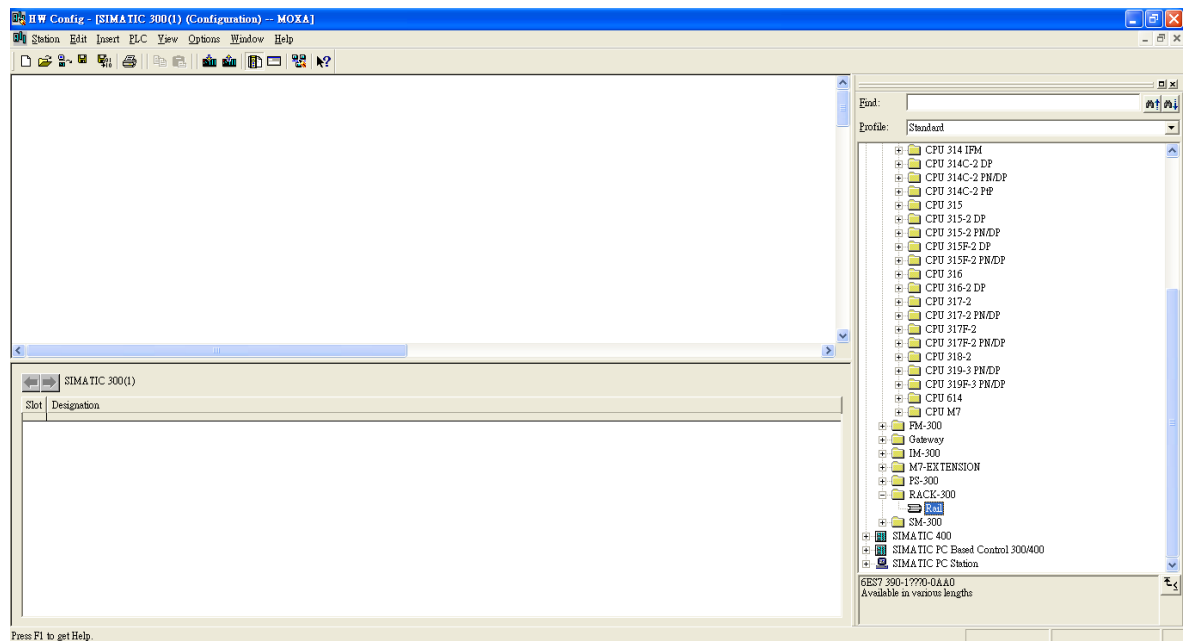 HW Config - [SIMATIC 300(1) (Configuration) -- MOXA]
Station Edit Insert PLC View Options Window Help
Find:
Profile: Standard
CPU 314 IFM
CPU 314C-2 DP
CPU 314C-2 PN/DP
CPU 314C-2 PtP
CPU 315
CPU 315-2 DP
CPU 315-2 PN/DP
CPU 315F-2 DP
CPU 315F-2 PN/DP
CPU 316
CPU 316-2 DP
CPU 317-2
CPU 317-2 PN/DP
CPU 317F-2
CPU 317F-2 PN/DP
CPU 318-2
CPU 319-3 PN/DP
CPU 319F-3 PN/DP
CPU 614
CPU M7
FM-300
Gateway
IM-300
M7-EXTENSION
PS-300
RACK-300
Rail
SM-300
SIMATIC 400
SIMATIC PC Based Control 300/400
SIMATIC PC Station
6ES7 390-1???0-0AA0
Available in various lengths
SIMATIC 300(1)
Slot Designation
Press F1 to get Help.